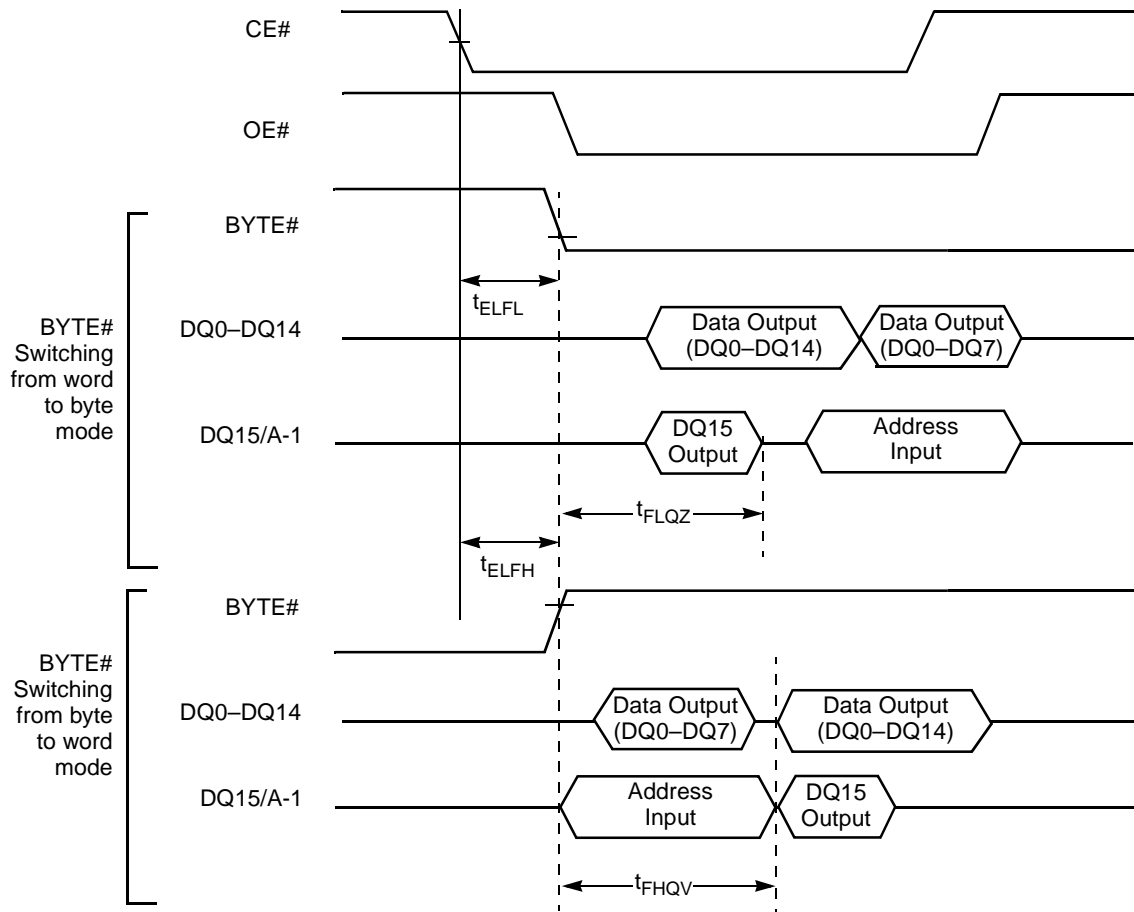 CE#
OE#
BYTE#
tELFL
BYTE#
Switching
from word
to byte
mode
DQ0–DQ14
Data Output
(DQ0–DQ14)
Data Output
(DQ0–DQ7)
DQ15/A-1
DQ15
Output
Address
Input
tFLQZ
tELFH
BYTE#
BYTE#
Switching
from byte
to word
mode
DQ0–DQ14
Data Output
(DQ0–DQ7)
Data Output
(DQ0–DQ14)
DQ15/A-1
Address
Input
DQ15
Output
tFHQV